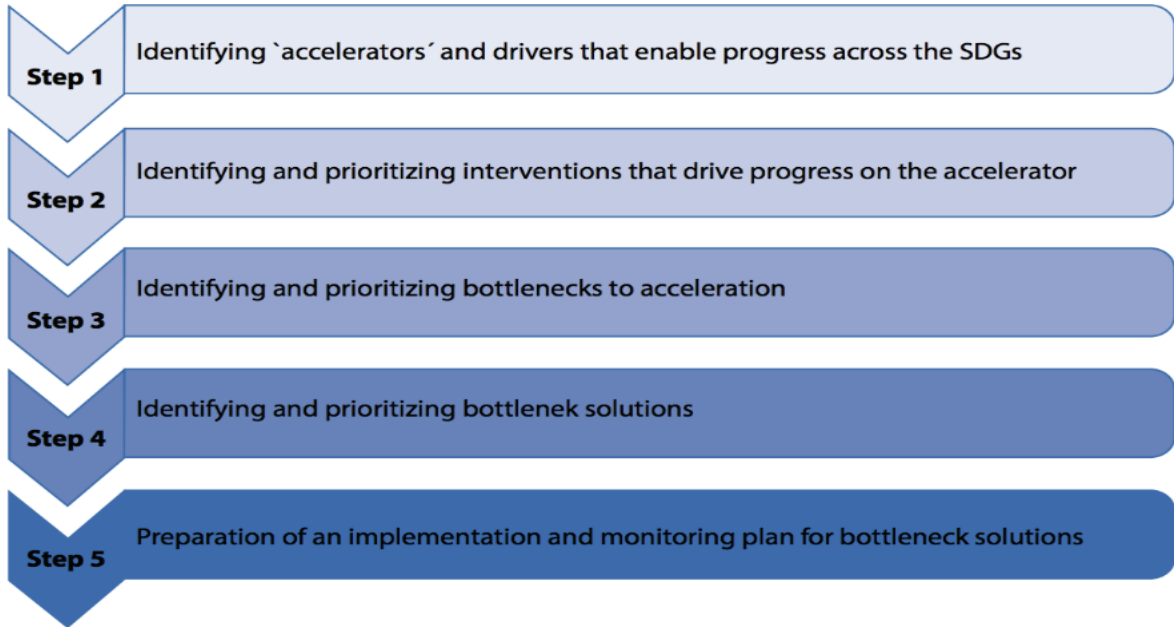 Step 1
Identifying `accelerators´ and drivers that enable progress across the SDGs
Step 2
Identifying and prioritizing interventions that drive progress on the accelerator
Step 3
Identifying and prioritizing bottlenecks to acceleration
Step 4
Identifying and prioritizing bottlenek solutions
Step 5
Preparation of an implementation and monitoring plan for bottleneck solutions